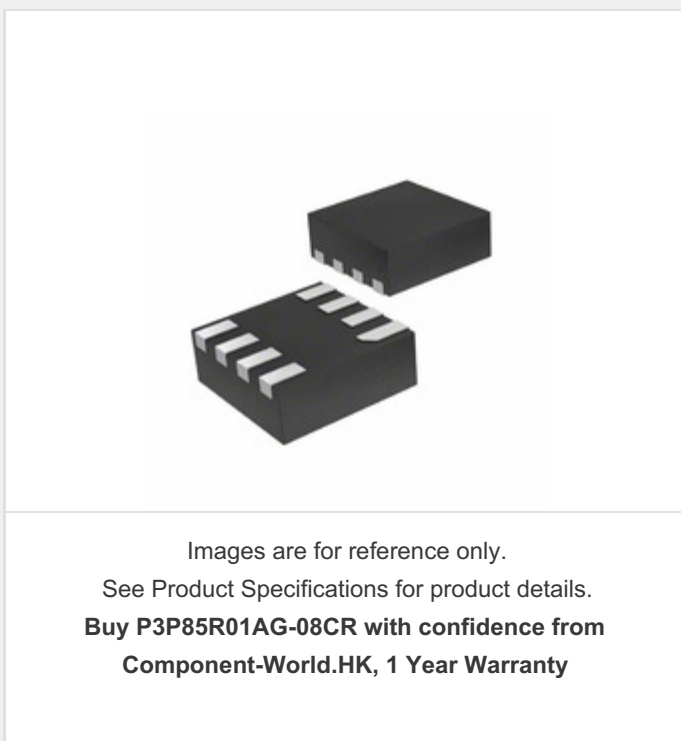 Images are for reference only.
See Product Specifications for product details.
Buy P3P85R01AG-08CR with confidence from
Component-World.HK, 1 Year Warranty